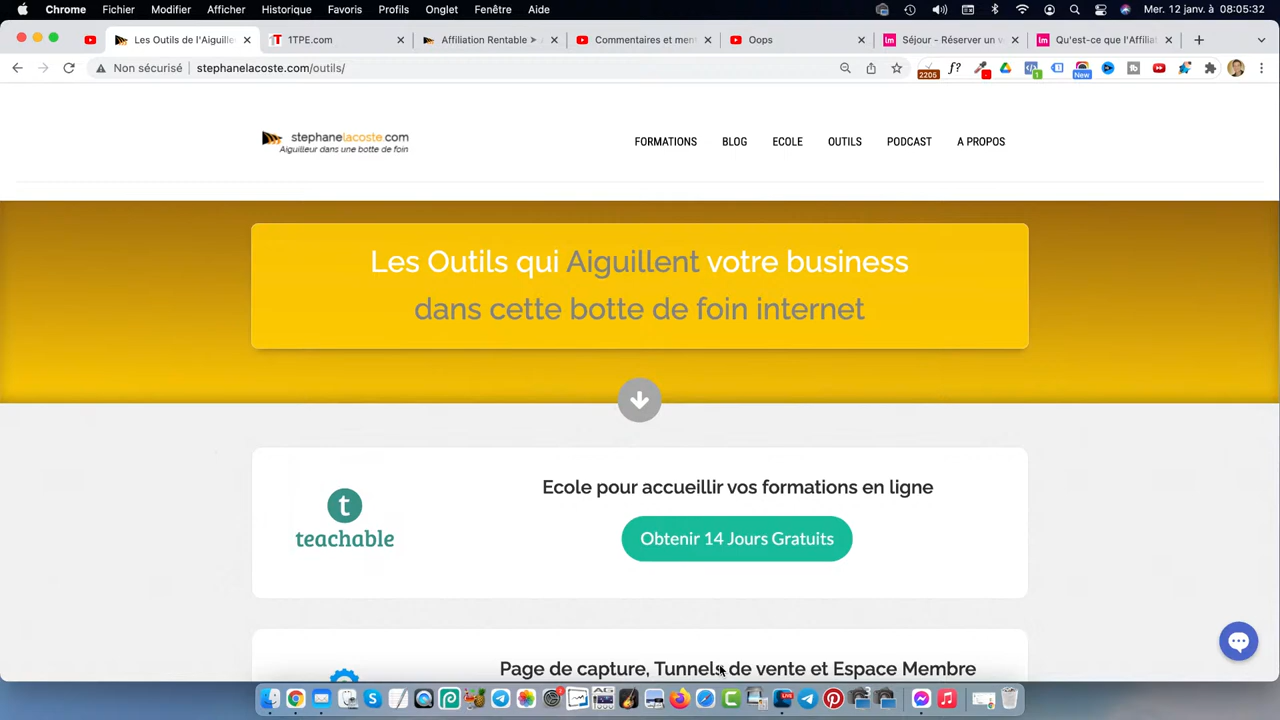 Chrome Fichier Modifier Afficher Historique Favoris Profils Onglet Fenêtre Aide Mer. 12 janv. à 08:05:32
Les Outils de l'Aiguille 1TPE.com Affiliation Rentable ➤ Commentaires et men Oops Séjour - Réserver un v Qu'est-ce que l'Affilia
Non sécurisé stephanelacoste.com/outils/ 2205 f? 1 New
stephanelacoste.com
Aiguilleur dans une botte de foin
FORMATIONS BLOG ECOLE OUTILS PODCAST A PROPOS
Les Outils qui Aiguillent votre business
dans cette botte de foin internet
Ecole pour accueillir vos formations en ligne
t
teachable
Obtenir 14 Jours Gratuits
Page de capture, Tunnels de vente et Espace Membre